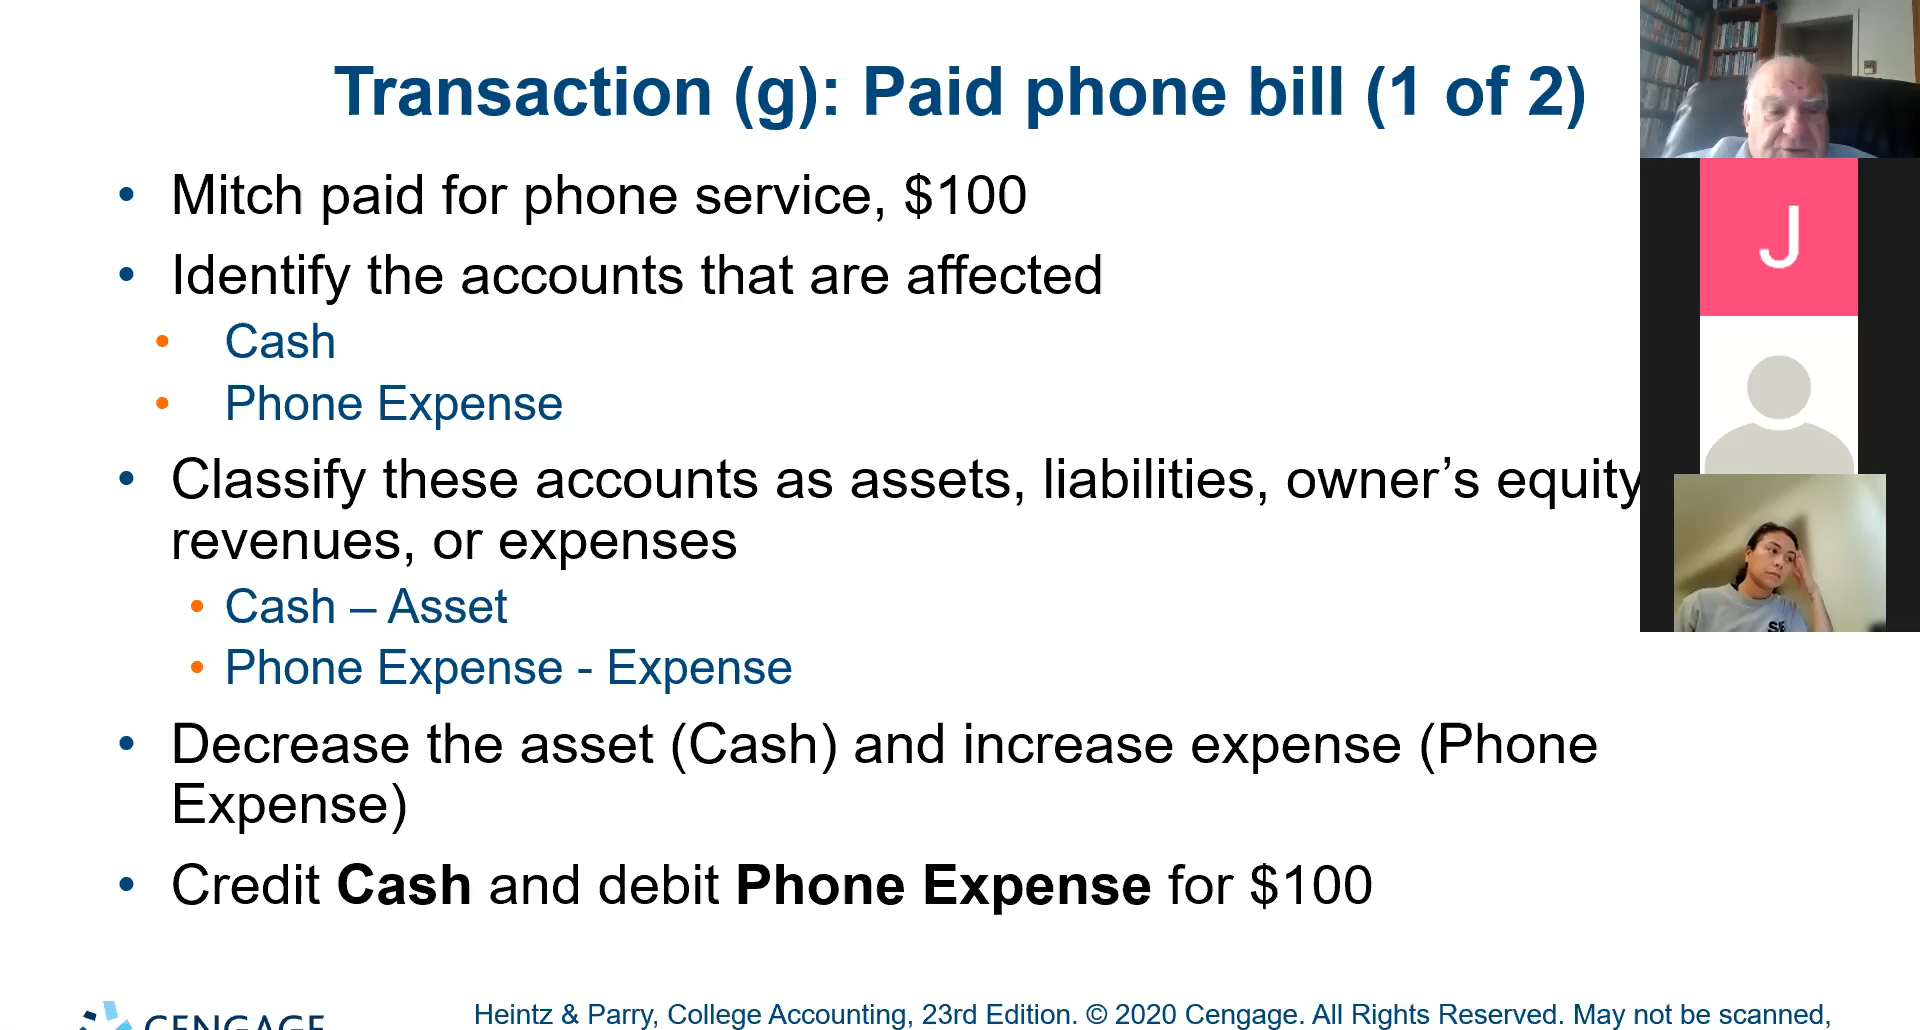 Transaction (g): Paid phone bill (1 of 2)
• Mitch paid for phone service, $100
• Identify the accounts that are affected
• Cash
• Phone Expense
• Classify these accounts as assets, liabilities, owner’s equity
revenues, or expenses
• Cash – Asset
• Phone Expense - Expense
• Decrease the asset (Cash) and increase expense (Phone
Expense)
• Credit Cash and debit Phone Expense for $100
J
CENGAGE
Heintz & Parry, College Accounting, 23rd Edition. © 2020 Cengage. All Rights Reserved. May not be scanned,